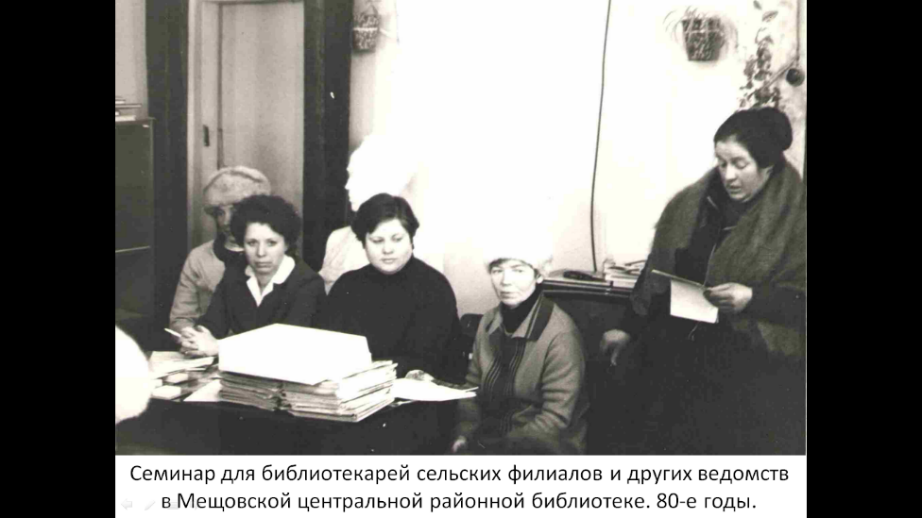 Семинар для библиотекарей сельских филиалов и других ведомств
в Мещовской центральной районной библиотеке. 80-е годы.